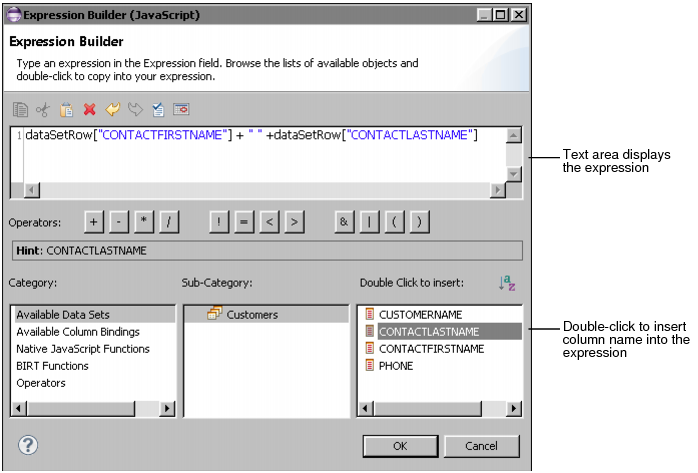 Expression Builder (JavaScript)
Expression Builder
Type an expression in the Expression field. Browse the lists of available objects and
double-click to copy into your expression.
1 dataSetRow["CONTACTFIRSTNAME"] + " " +dataSetRow["CONTACTLASTNAME"]
Text area displays
the expression
Operators: + - * / ! = < > & | ( )
Hint: CONTACTLASTNAME
Category: Sub-Category: Double Click to insert: a z
Available Data Sets Customers CUSTOMERNAME
Available Column Bindings CONTACTLASTNAME
Double-click to insert
column name into the
expression
Native JavaScript Functions CONTACTFIRSTNAME
BIRT Functions PHONE
Operators
? OK Cancel